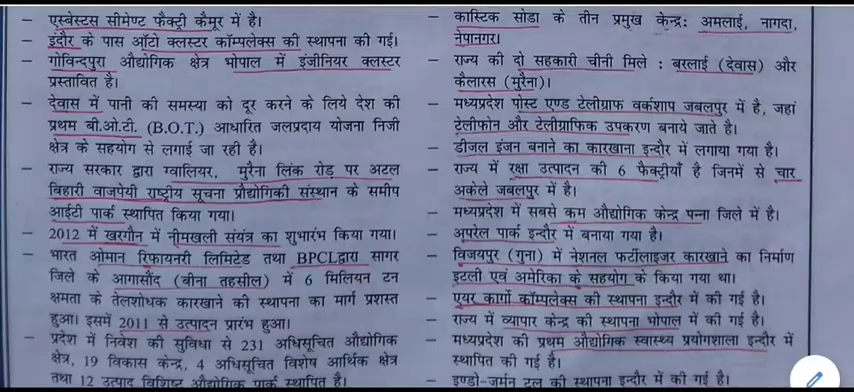 – एस्बेस्टस सीमेण्ट फैक्ट्री कैमूर में है।
– इंदौर के पास ऑटो क्लस्टर कॉम्पलेक्स की स्थापना की गई।
– गोविन्दपुरा औद्योगिक क्षेत्र भोपाल में इंजीनियर क्लस्टर
प्रस्तावित है।
– देवास में पानी की समस्या को दूर करने के लिये देश की
प्रथम बी.ओ.टी. (B.O.T.) आधारित जलप्रदाय योजना निजी
क्षेत्र के सहयोग से लगाई जा रही है।
– राज्य सरकार द्वारा ग्वालियर, मुरैना लिंक रोड़ पर अटल
बिहारी वाजपेयी राष्ट्रीय सूचना प्रौद्योगिकी संस्थान के समीप
आईटी पार्क स्थापित किया गया।
– 2012 में खरगौन में नीमखली संयंत्र का शुभारंभ किया गया।
– भारत ओमान रिफायनरी लिमिटेड तथा BPCLद्वारा सागर
जिले के आगासौंद (बीना तहसील) में 6 मिलियन टन
क्षमता के तेलशोधक कारखाने की स्थापना का मार्ग प्रशस्त
हुआ। इसमें 2011 से उत्पादन प्रारंभ हुआ।
– प्रदेश में निवेश की सुविधा से 231 अधिसूचित औद्योगिक
क्षेत्र, 19 विकास केन्द्र, 4 अधिसूचित विशेष आर्थिक क्षेत्र
तथा 12 उत्पाद विशिष्ट औद्योगिक पार्क स्थापित है।
– कास्टिक सोडा के तीन प्रमुख केन्द्र: अमलाई, नागदा,
नेपानगर।
– राज्य की दो सहकारी चीनी मिले : बरलाई (देवास) और
कैलारस (मुरैना)।
– मध्यप्रदेश पोस्ट एण्ड टेलीग्राफ वर्कशाप जबलपुर में है, जहां
टेलीफोन और टेलीग्राफिक उपकरण बनाये जाते है।
– डीजल इंजन बनाने का कारखाना इन्दौर में लगाया गया है।
– राज्य में रक्षा उत्पादन की 6 फैक्ट्रीयाँ है जिनमें से चार
अकेले जबलपुर में है।
– मध्यप्रदेश में सबसे कम औद्योगिक केन्द्र पन्ना जिले में है।
– अपरेल पार्क इन्दौर में बनाया गया है।
– विजयपुर (गुना) में नेशनल फर्टीलाइजर कारखाने का निर्माण
इटली एवं अमेरिका के सहयोग के किया गया था।
– एयर कार्गो कॉम्पलेक्स की स्थापना इन्दौर में की गई है।
– राज्य में व्यापार केन्द्र की स्थापना भोपाल में की गई है।
– मध्यप्रदेश की प्रथम औद्योगिक स्वास्थ्य प्रयोगशाला इन्दौर में
स्थापित की गई है।
– इण्डो-जर्मन टूल की स्थापना इन्दौर में की गई है।